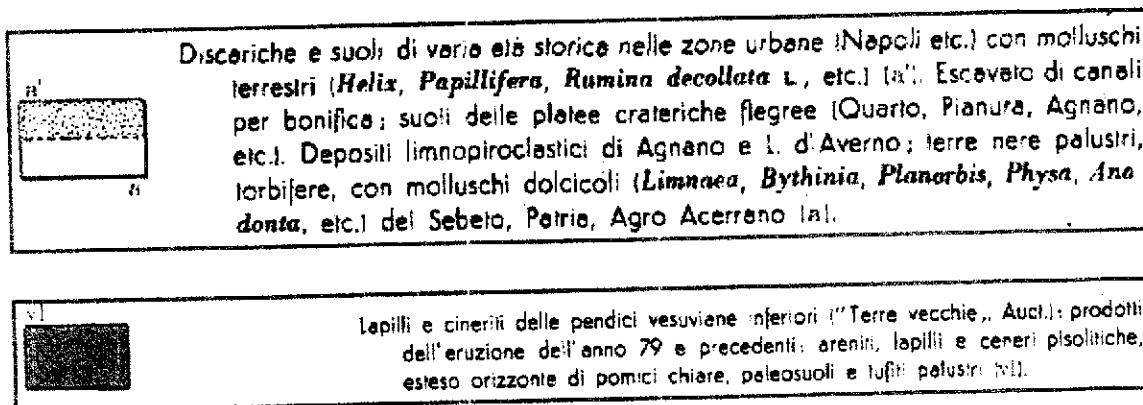 Discariche e suoli di varia età storica nelle zone urbane (Napoli etc.) con molluschi
a' terrestri (Helix, Papillifera, Rumina decollata L., etc.) (a'). Escavato di canali
per bonifica; suoli delle platee crateriche flegree (Quarto, Pianura, Agnano,
etc.). Depositi limnopiroclastici di Agnano e L. d'Averno; terre nere palustri,
a torbifere, con molluschi dolcicoli (Limnaea, Bythinia, Planorbis, Physa, Ano
donta, etc.) del Sebeto, Patria, Agro Acerrano (a).
vl
Lapilli e cineriti delle pendici vesuviane inferiori ("Terre vecchie,, Auct.): prodotti
dell'eruzione dell'anno 79 e precedenti: areniti, lapilli e ceneri pisolitiche,
esteso orizzonte di pomici chiare, paleosuoli e tufiti palustri (vl).